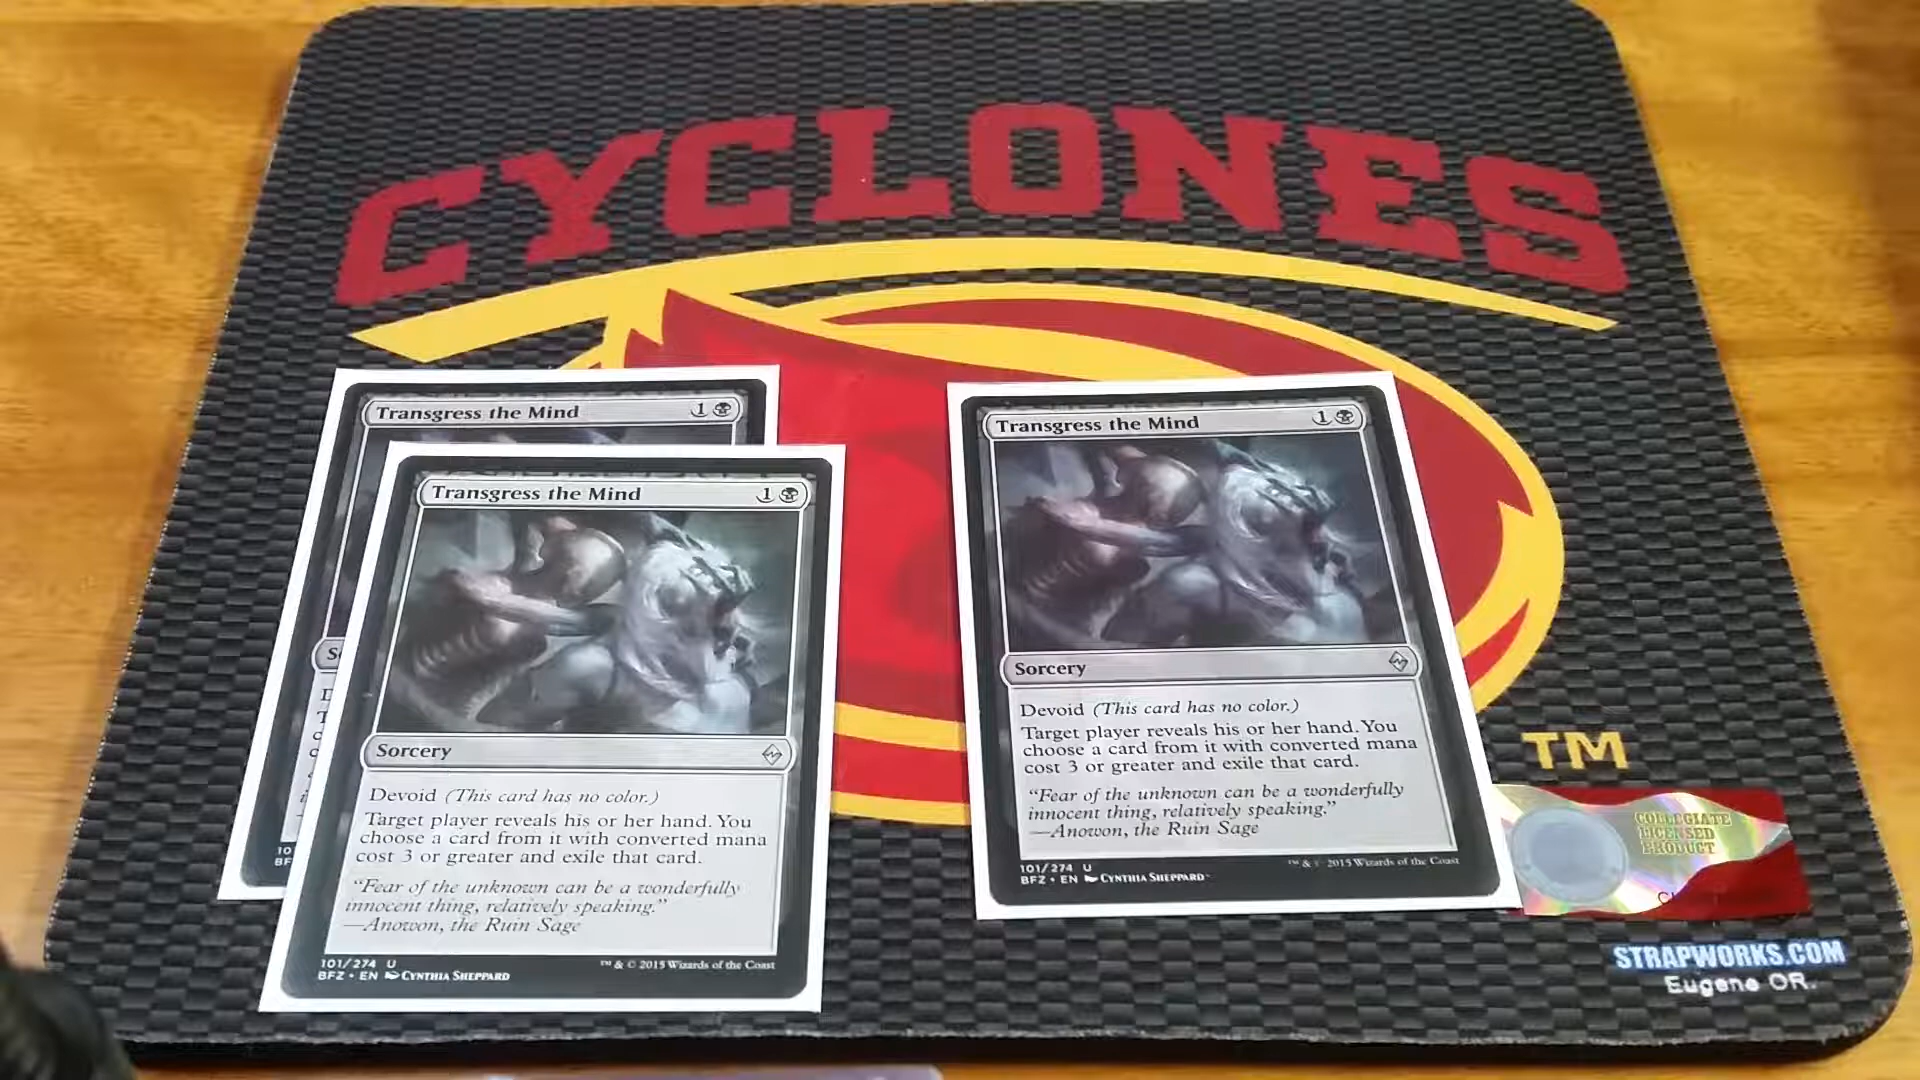 CYCLONES
Transgress the Mind 1
Transgress the Mind 1
Sorcery
Devoid (This card has no color.)
Target player reveals his or her hand. You
choose a card from it with converted mana
cost 3 or greater and exile that card.
“Fear of the unknown can be a wonderfully
innocent thing, relatively speaking.”
—Anowon, the Ruin Sage
101/274 U
BFZ • EN CYNTHIA SHEPPARD
™ & © 2015 Wizards of the Coast
Transgress the Mind 1
Sorcery
Devoid (This card has no color.)
Target player reveals his or her hand. You
choose a card from it with converted mana
cost 3 or greater and exile that card.
“Fear of the unknown can be a wonderfully
innocent thing, relatively speaking.”
—Anowon, the Ruin Sage
101/274 U
BFZ • EN CYNTHIA SHEPPARD
™ & © 2015 Wizards of the Coast
TM
COLLEGIATE
LICENSED
PRODUCT
STRAPWORKS.COM
Eugene OR.